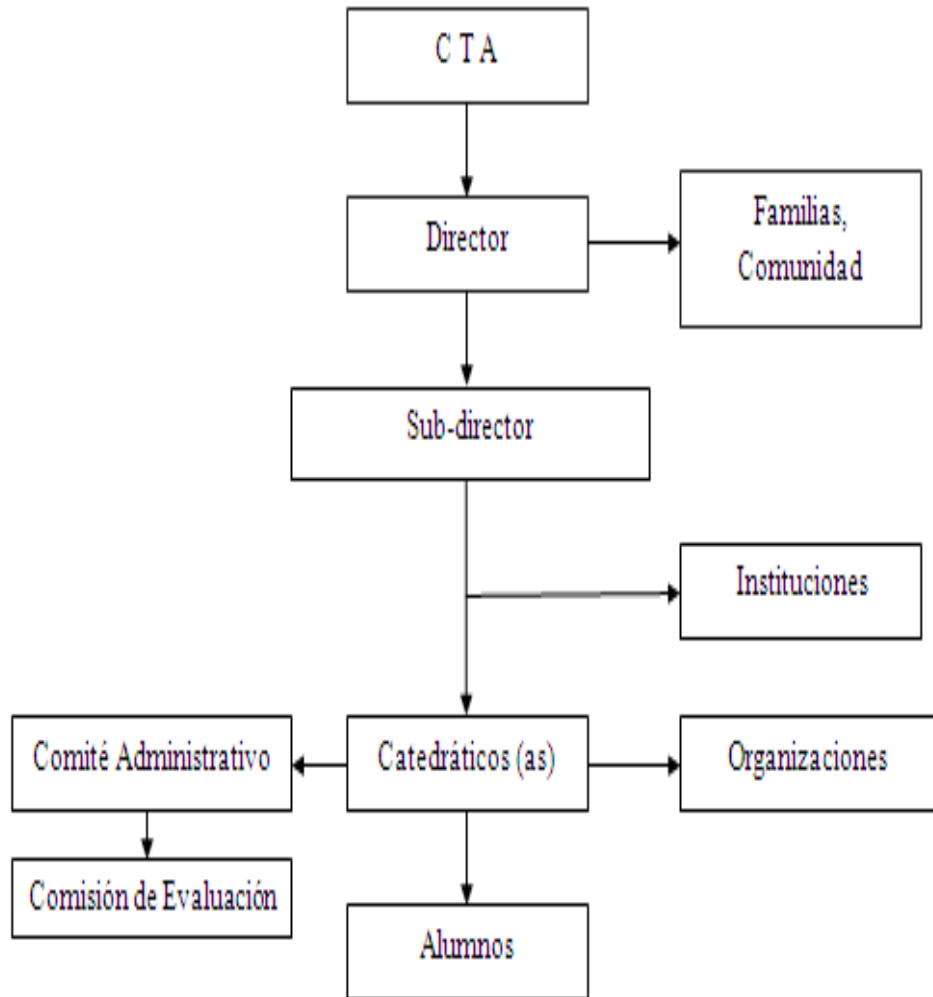 C T A
Director
Familias,
Comunidad
Sub-director
Instituciones
Comité Administrativo
Catedráticos (as)
Organizaciones
Comisión de Evaluación
Alumnos